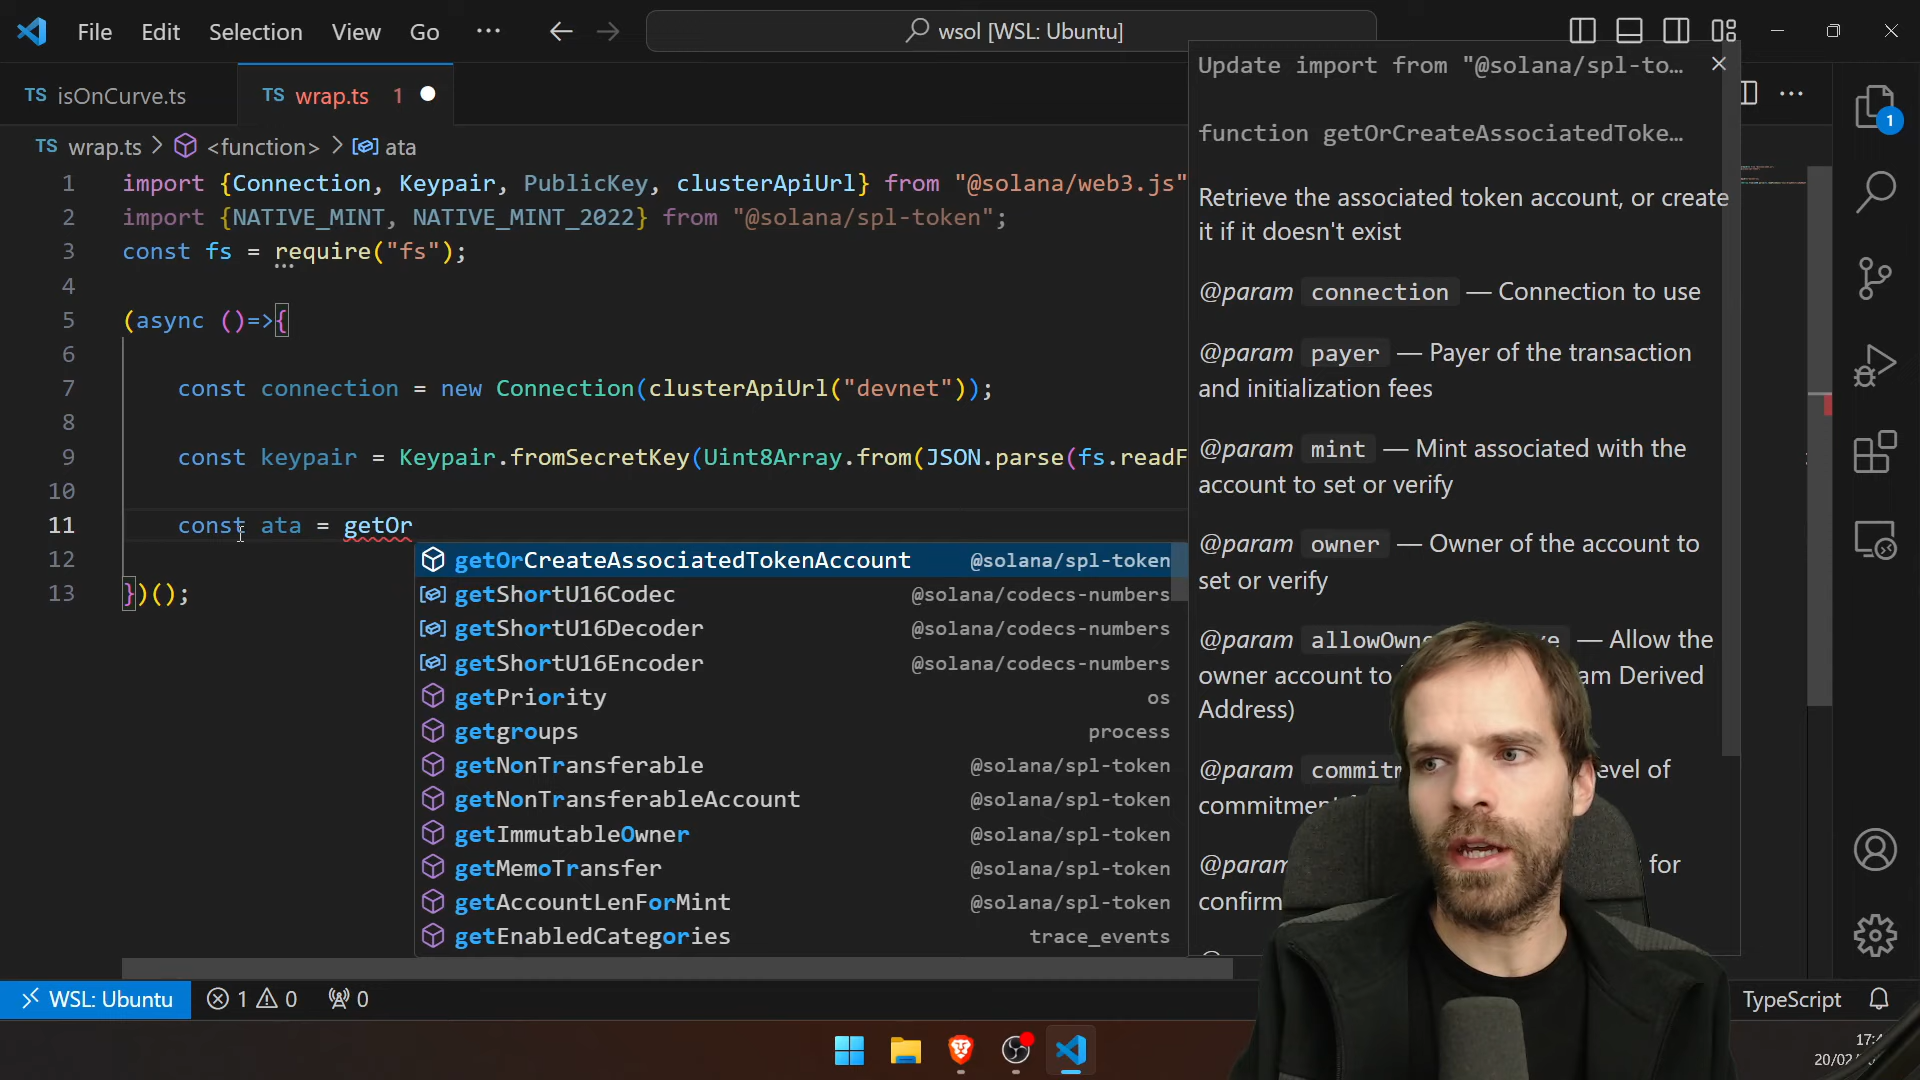 File Edit Selection View Go ··· wsol [WSL: Ubuntu]
TS isOnCurve.ts TS wrap.ts 1
TS wrap.ts > <function> > ata
1 import {Connection, Keypair, PublicKey, clusterApiUrl} from "@solana/web3.js"
2 import {NATIVE_MINT, NATIVE_MINT_2022} from "@solana/spl-token";
3 const fs = require("fs");
4
5 (async ()=>{
6
7 const connection = new Connection(clusterApiUrl("devnet"));
8
9 const keypair = Keypair.fromSecretKey(Uint8Array.from(JSON.parse(fs.readF
10
11 const ata = getOr
12
13 })();
getOrCreateAssociatedTokenAccount @solana/spl-token
getShortU16Codec @solana/codecs-numbers
getShortU16Decoder @solana/codecs-numbers
getShortU16Encoder @solana/codecs-numbers
getPriority os
getgroups process
getNonTransferable @solana/spl-token
getNonTransferableAccount @solana/spl-token
getImmutableOwner @solana/spl-token
getMemoTransfer @solana/spl-token
getAccountLenForMint @solana/spl-token
getEnabledCategories trace_events
Update import from "@solana/spl-to…
function getOrCreateAssociatedToke…
Retrieve the associated token account, or create
it if it doesn't exist
@param connection — Connection to use
@param payer — Payer of the transaction
and initialization fees
@param mint — Mint associated with the
account to set or verify
@param owner — Owner of the account to
set or verify
@param — Allow the
owner account to Derived
Address)
@param of
commitment
@param for
1
WSL: Ubuntu 1 0 0 TypeScript